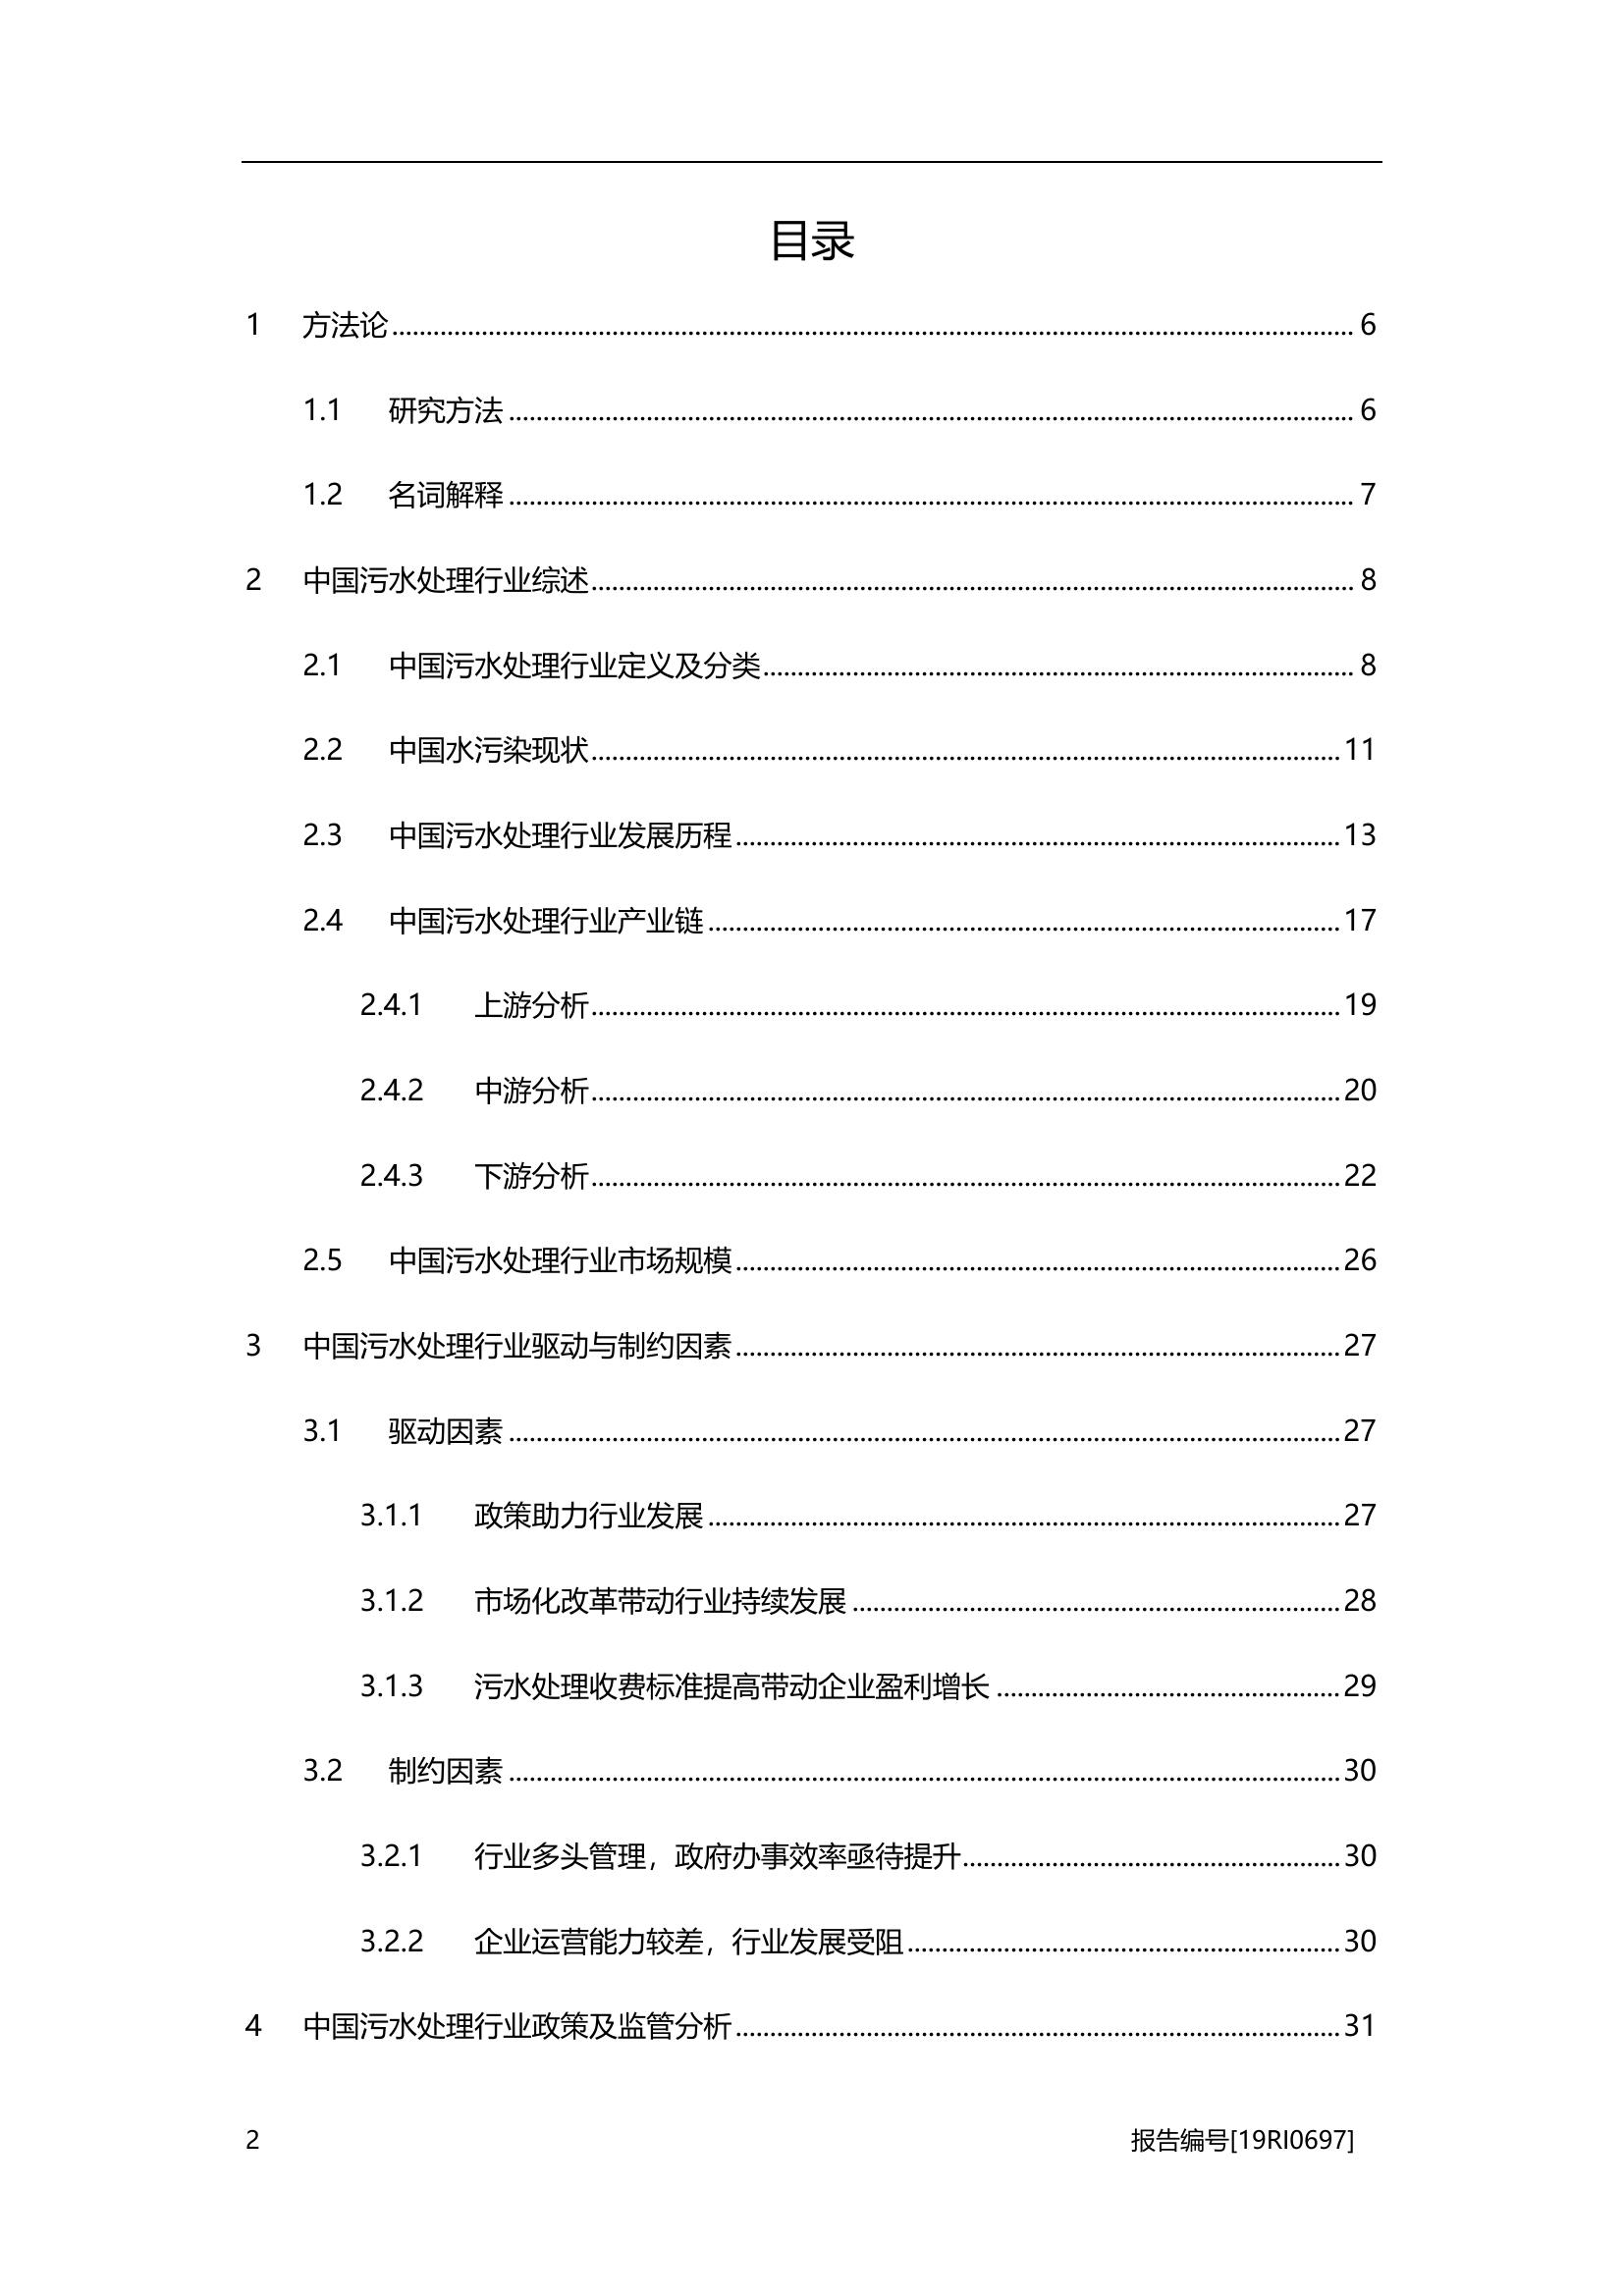 目录
1 方法论 6
1.1 研究方法 6
1.2 名词解释 7
2 中国污水处理行业综述 8
2.1 中国污水处理行业定义及分类 8
2.2 中国水污染现状 11
2.3 中国污水处理行业发展历程 13
2.4 中国污水处理行业产业链 17
2.4.1 上游分析 19
2.4.2 中游分析 20
2.4.3 下游分析 22
2.5 中国污水处理行业市场规模 26
3 中国污水处理行业驱动与制约因素 27
3.1 驱动因素 27
3.1.1 政策助力行业发展 27
3.1.2 市场化改革带动行业持续发展 28
3.1.3 污水处理收费标准提高带动企业盈利增长 29
3.2 制约因素 30
3.2.1 行业多头管理，政府办事效率亟待提升 30
3.2.2 企业运营能力较差，行业发展受阻 30
4 中国污水处理行业政策及监管分析 31
2 报告编号[19RI0697]